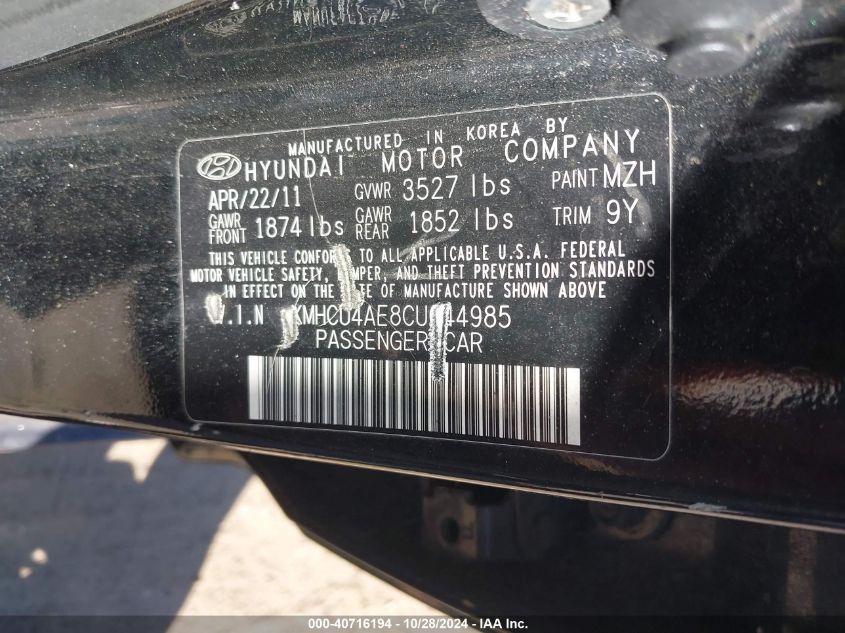 MANUFACTURED IN KOREA BY
HYUNDAI MOTOR COMPANY
APR/22/11 GVWR 3527 lbs PAINT MZH
GAWR FRONT 1874 lbs GAWR REAR 1852 lbs TRIM 9Y
THIS VEHICLE TO ALL APPLICABLE U.S.A. FEDERAL
MOTOR VEHICLE SAFETY, AND THEFT PREVENTION STANDARDS
IN EFFECT ON THE OF MANUFACTURE SHOWN ABOVE
PASSENGER CAR
000-40716194 - 10/28/2024 - IAA Inc.